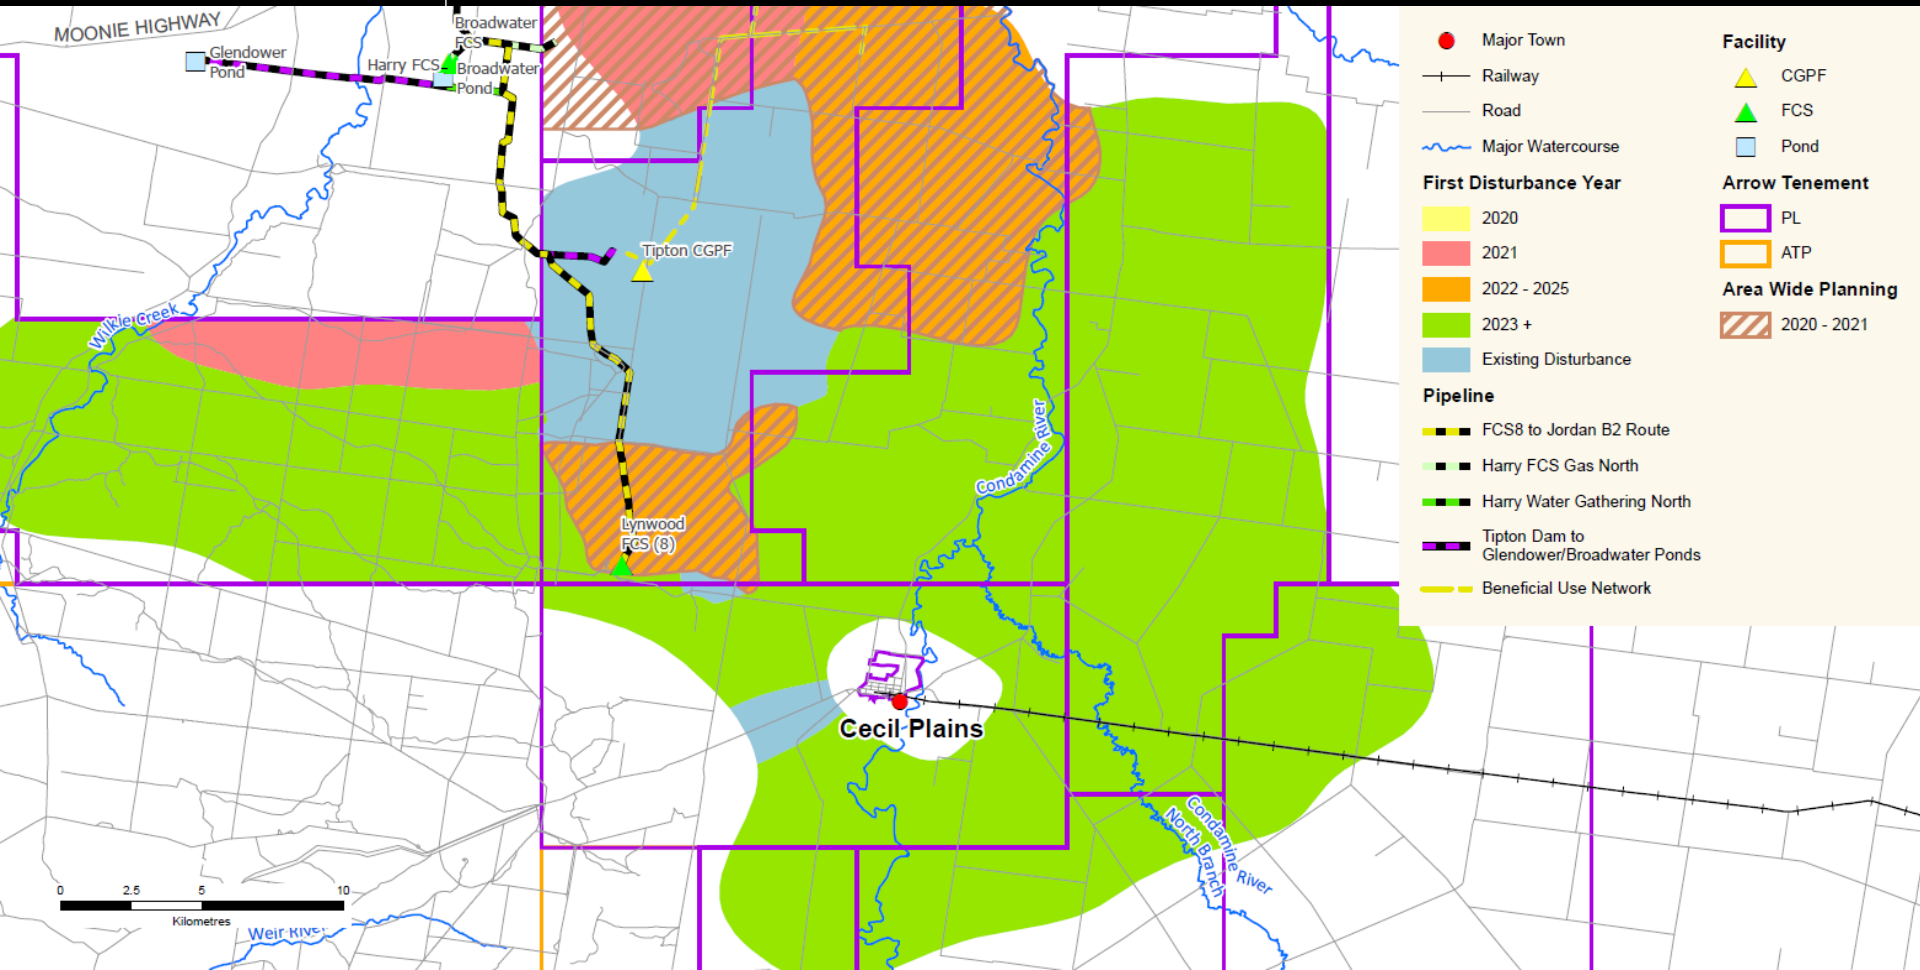 MOONIE HIGHWAY
Broadwater
FCS
Glendower
Pond
Harry FCS
Broadwater
Pond
Tipton CGPF
Wilkie Creek
Condamine River
Lynwood
FCS (8)
Cecil Plains
Condamine River
North Branch
0 2.5 5 10
Kilometres
Weir River
Major Town
Railway
Road
Major Watercourse
First Disturbance Year
2020
2021
2022 - 2025
2023 +
Existing Disturbance
Pipeline
FCS8 to Jordan B2 Route
Harry FCS Gas North
Harry Water Gathering North
Tipton Dam to
Glendower/Broadwater Ponds
Beneficial Use Network
Facility
CGPF
FCS
Pond
Arrow Tenement
PL
ATP
Area Wide Planning
2020 - 2021